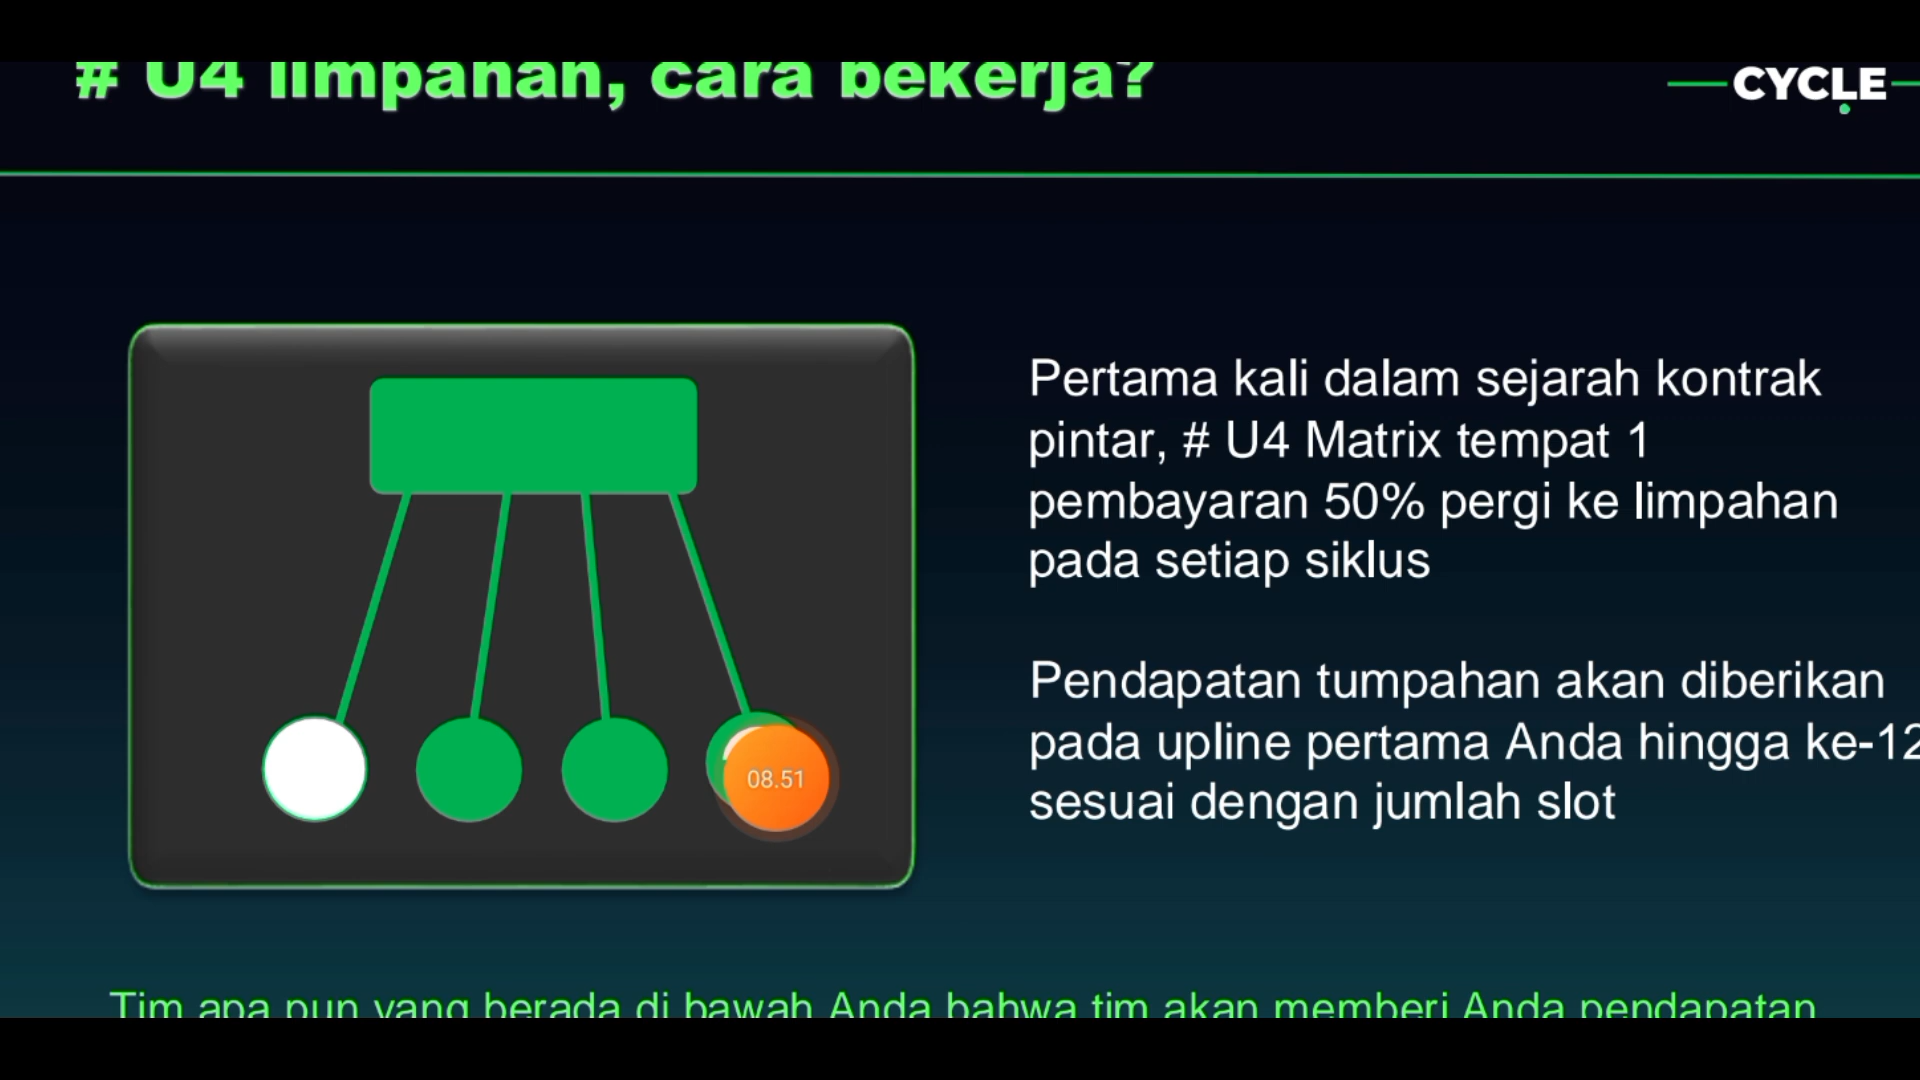 # U4 limpahan, cara bekerja?
CYCLE
Pertama kali dalam sejarah kontrak
pintar, # U4 Matrix tempat 1
pembayaran 50% pergi ke limpahan
pada setiap siklus
Pendapatan tumpahan akan diberikan
pada upline pertama Anda hingga ke-12
sesuai dengan jumlah slot
08.51
Tim apa pun yang berada di bawah Anda bahwa tim akan memberi Anda pendapatan